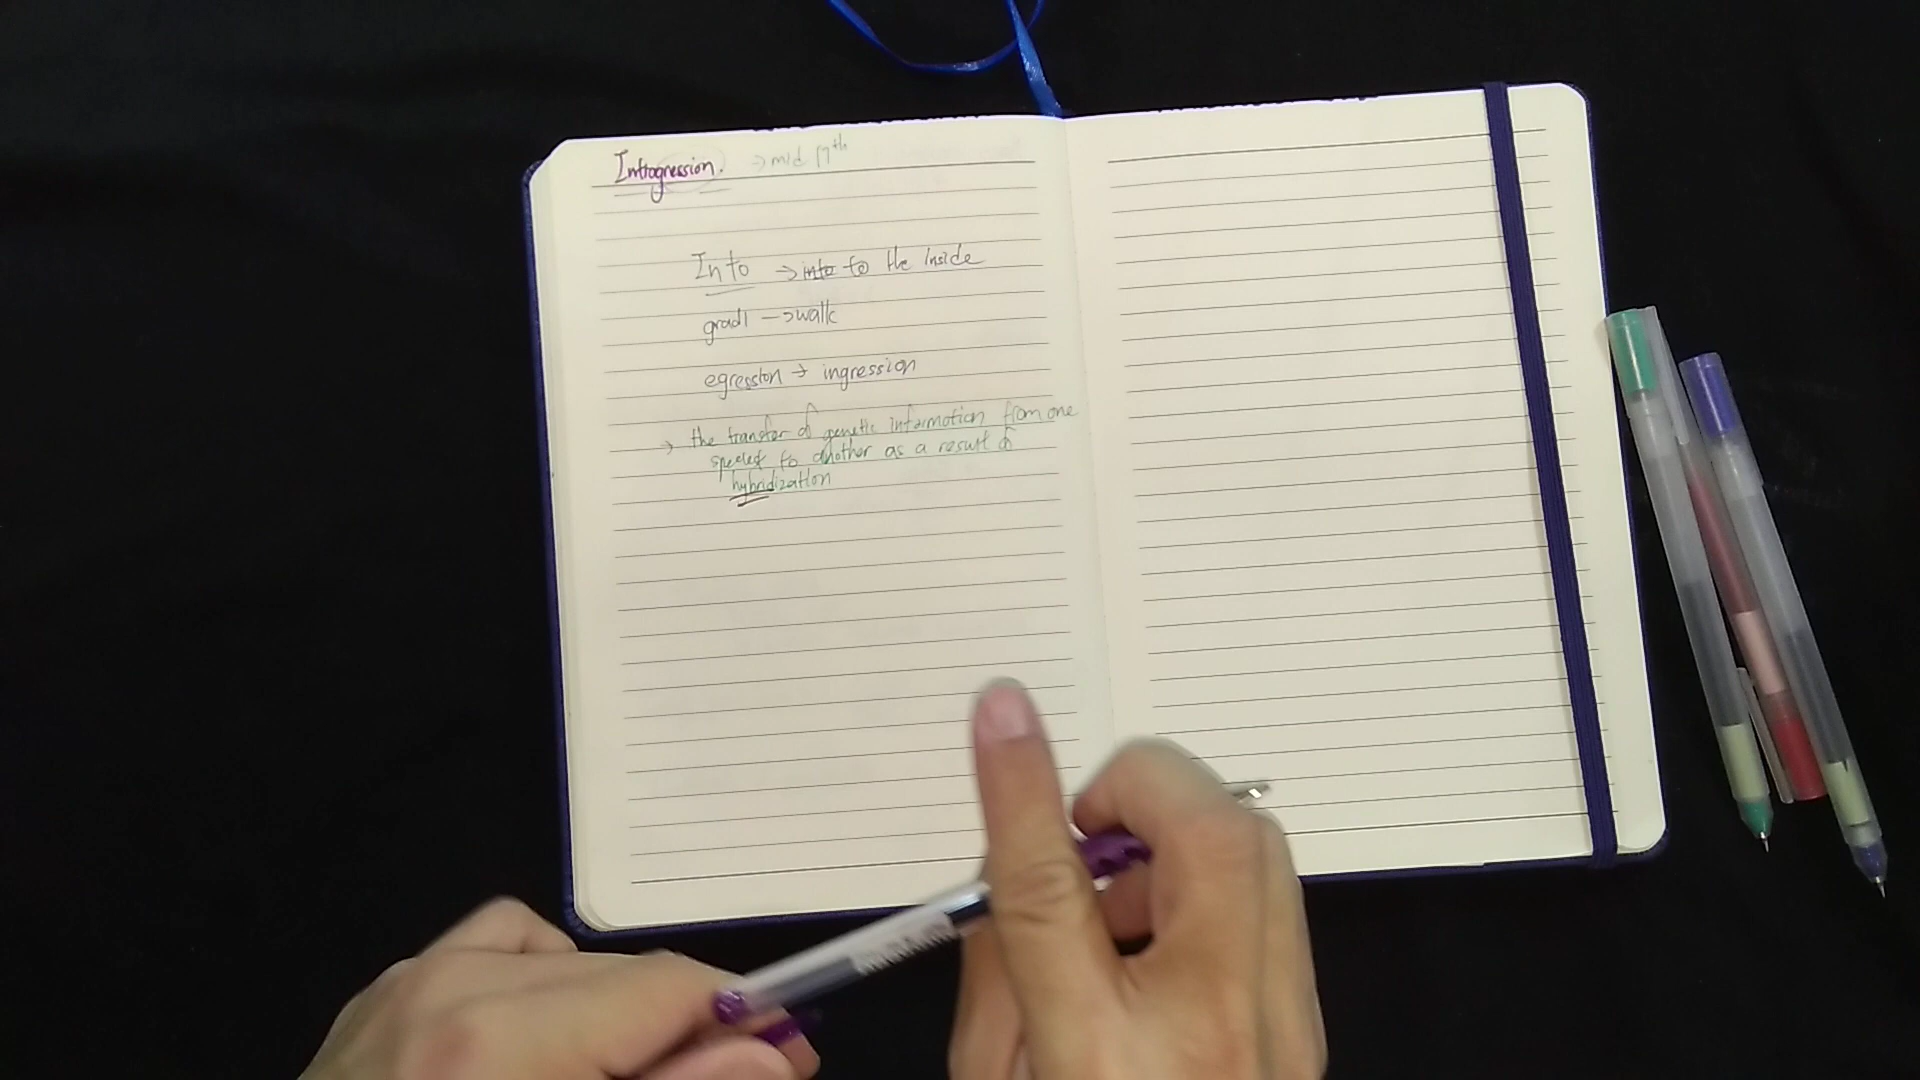 Introgression. → mid 17th
Into → into to the inside
gradi → walk
egression → ingression
→ the transfer of genetic information from one
species to another as a result of
hybridization